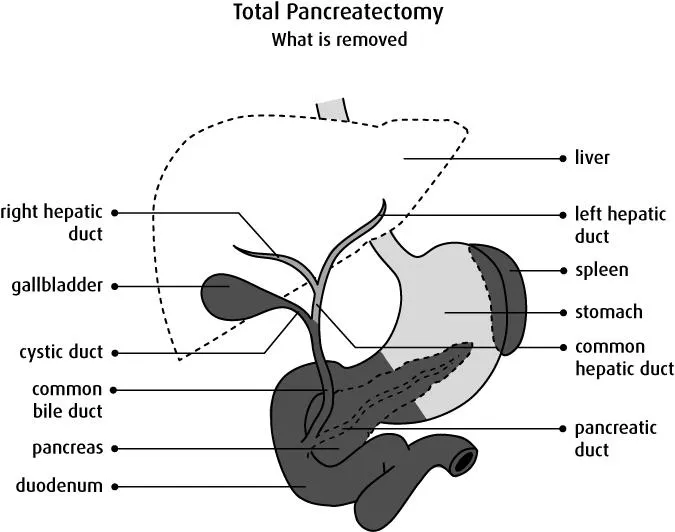 Total Pancreatectomy
What is removed
liver
right hepatic
duct
left hepatic
duct
spleen
gallbladder
stomach
cystic duct
common
hepatic duct
common
bile duct
pancreatic
duct
pancreas
duodenum